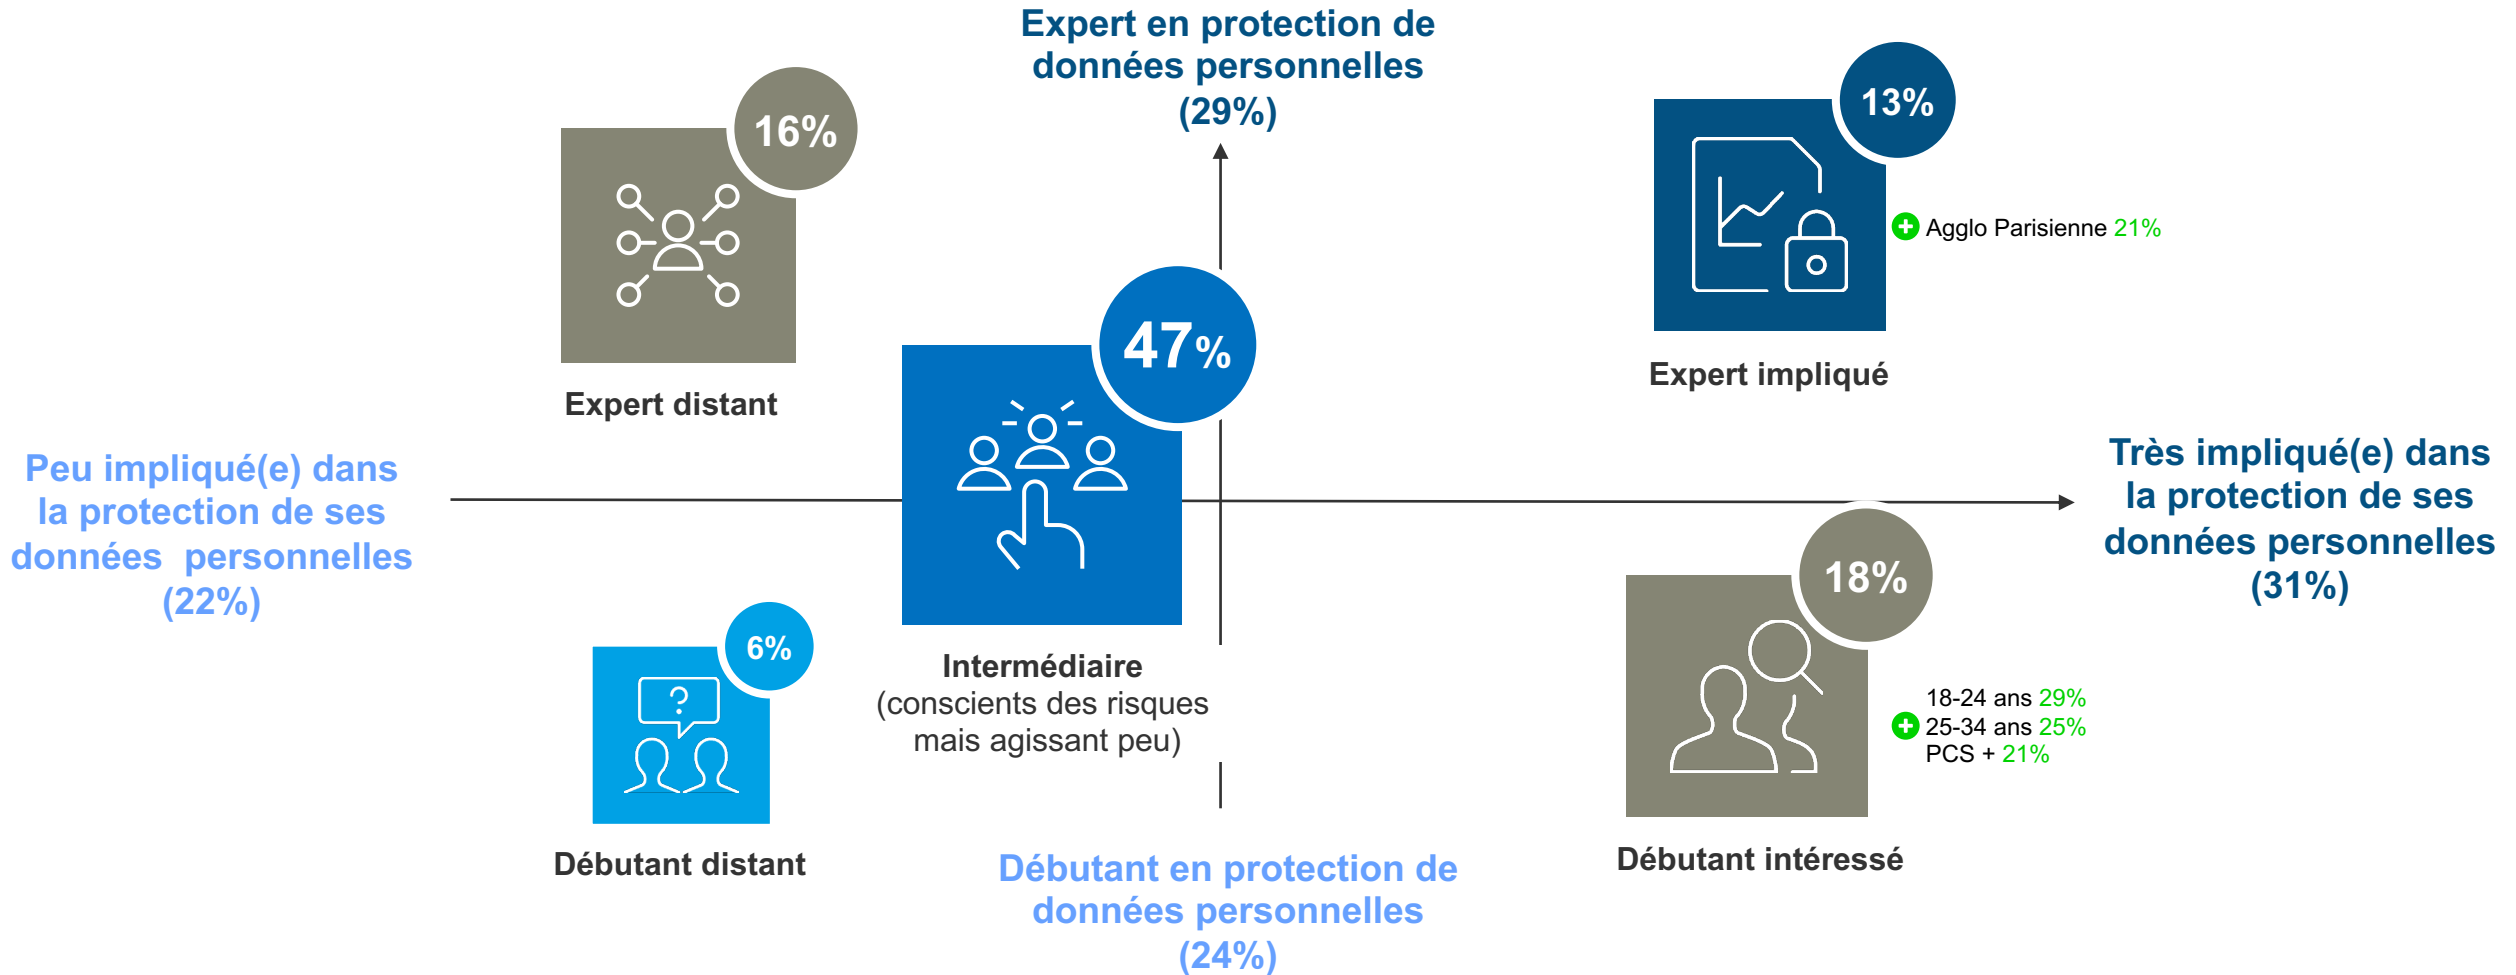 Expert en protection de
données personnelles
(29%)
16%
Expert distant
13%
Agglo Parisienne 21%
Expert impliqué
47%
Intermédiaire
(conscients des risques
mais agissant peu)
Peu impliqué(e) dans
la protection de ses
données personnelles
(22%)
Très impliqué(e) dans
la protection de ses
données personnelles
(31%)
6%
?
Débutant distant
18%
18-24 ans 29%
25-34 ans 25%
PCS + 21%
Débutant intéressé
Débutant en protection de
données personnelles
(24%)